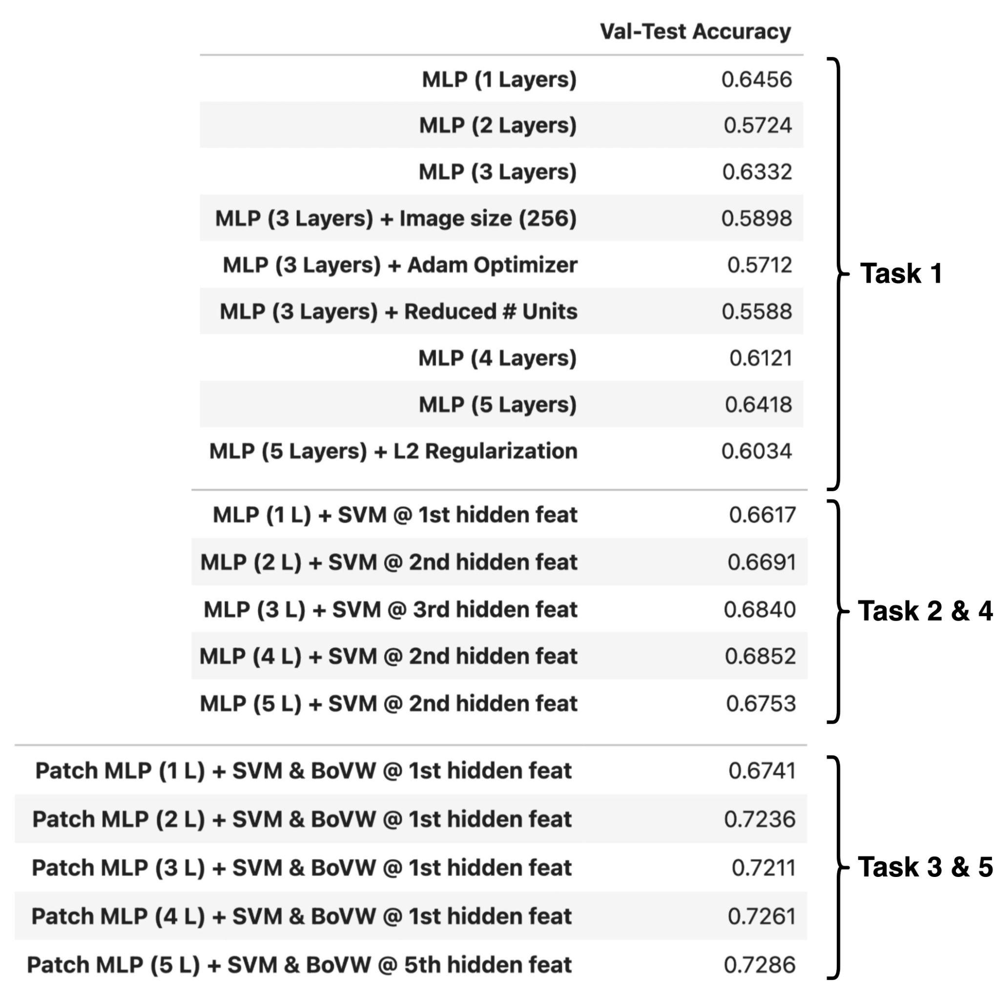 Val-Test Accuracy
MLP (1 Layers) 0.6456
MLP (2 Layers) 0.5724
MLP (3 Layers) 0.6332
MLP (3 Layers) + Image size (256) 0.5898
MLP (3 Layers) + Adam Optimizer 0.5712
MLP (3 Layers) + Reduced # Units 0.5588
MLP (4 Layers) 0.6121
MLP (5 Layers) 0.6418
MLP (5 Layers) + L2 Regularization 0.6034
Task 1
MLP (1 L) + SVM @ 1st hidden feat 0.6617
MLP (2 L) + SVM @ 2nd hidden feat 0.6691
MLP (3 L) + SVM @ 3rd hidden feat 0.6840
MLP (4 L) + SVM @ 2nd hidden feat 0.6852
MLP (5 L) + SVM @ 2nd hidden feat 0.6753
Task 2 & 4
Patch MLP (1 L) + SVM & BoVW @ 1st hidden feat 0.6741
Patch MLP (2 L) + SVM & BoVW @ 1st hidden feat 0.7236
Patch MLP (3 L) + SVM & BoVW @ 1st hidden feat 0.7211
Patch MLP (4 L) + SVM & BoVW @ 1st hidden feat 0.7261
Patch MLP (5 L) + SVM & BoVW @ 5th hidden feat 0.7286
Task 3 & 5